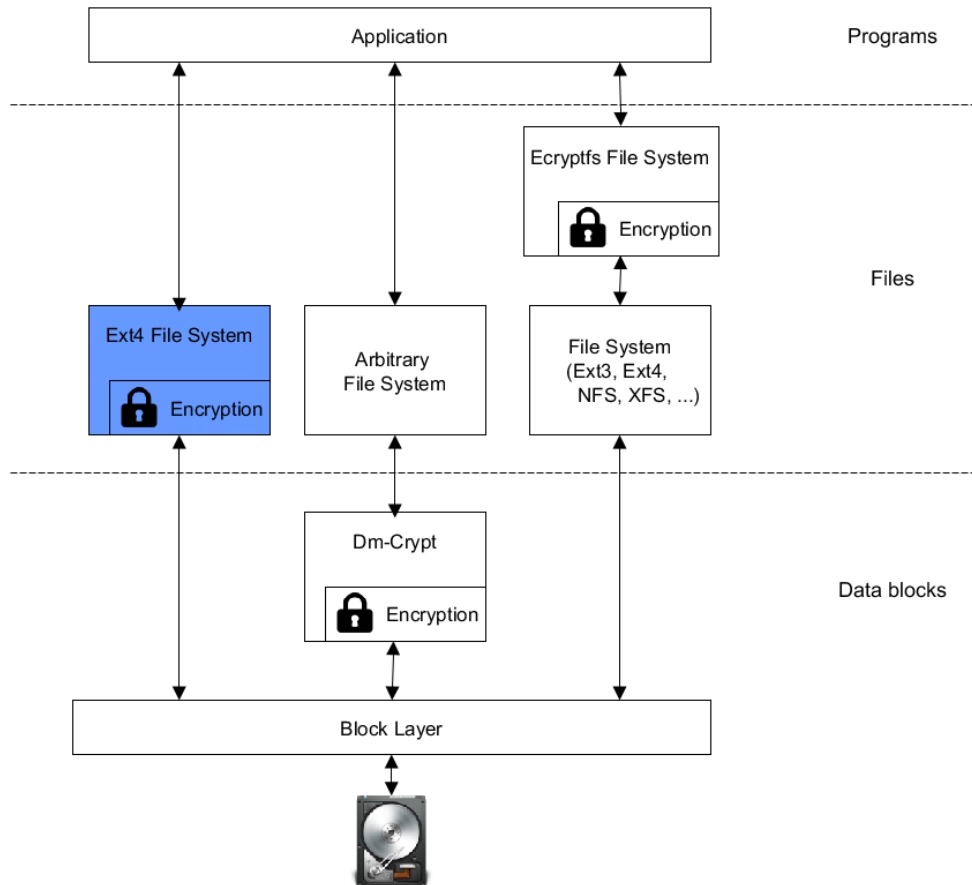 Application
Programs
Ecryptfs File System
Encryption
Files
Ext4 File System
Encryption
Arbitrary
File System
File System
(Ext3, Ext4,
NFS, XFS, ...)
Dm-Crypt
Encryption
Data blocks
Block Layer